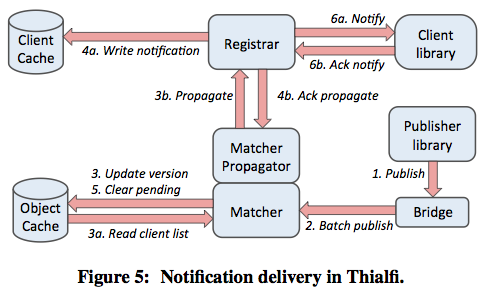 Client
Cache
4a. Write notification
Registrar
6a. Notify
6b. Ack notify
Client
library
3b. Propagate
4b. Ack propagate
Publisher
library
1. Publish
Matcher
Propagator
3. Update version
5. Clear pending
Object
Cache
3a. Read client list
Matcher
2. Batch publish
Bridge
Figure 5: Notification delivery in Thialfi.